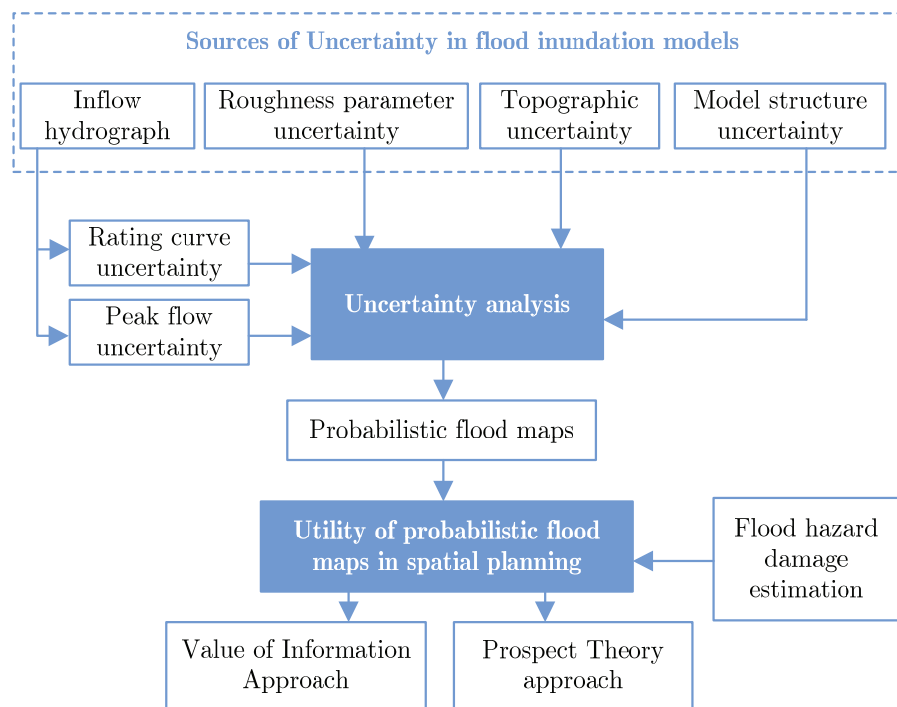 Sources of Uncertainty in flood inundation models
Inflow
hydrograph
Roughness parameter
uncertainty
Topographic
uncertainty
Model structure
uncertainty
Rating curve
uncertainty
Peak flow
uncertainty
Uncertainty analysis
Probabilistic flood maps
Utility of probabilistic flood
maps in spatial planning
Flood hazard
damage
estimation
Value of Information
Approach
Prospect Theory
approach